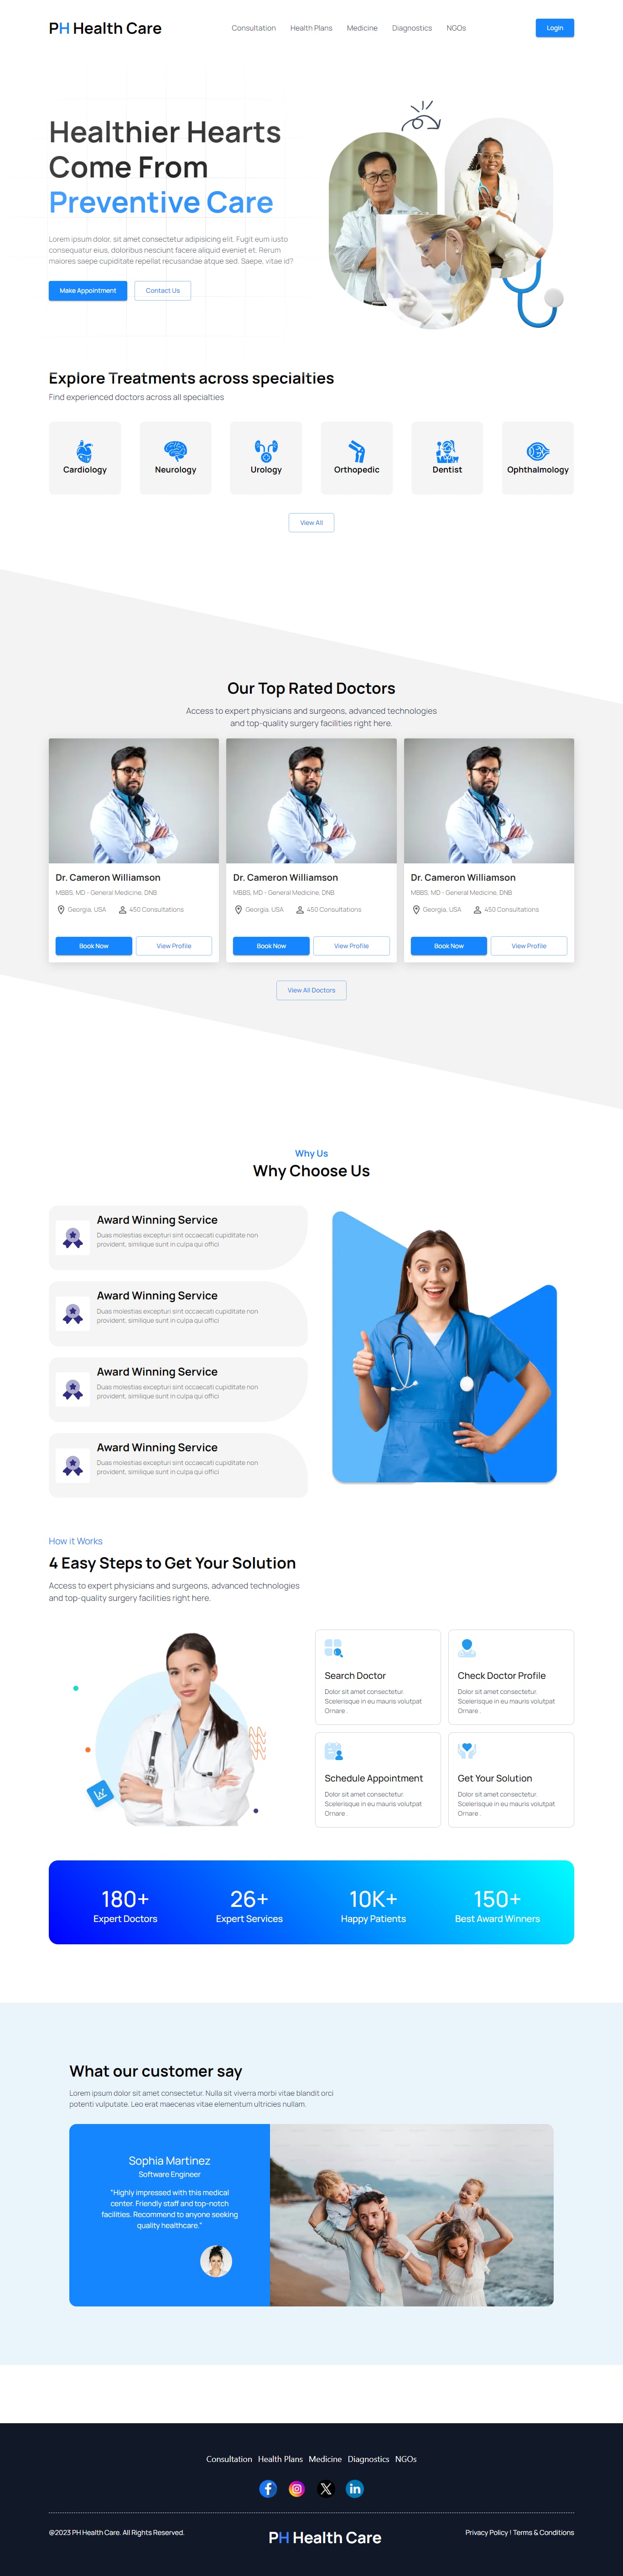 PH Health Care
Consultation Health Plans Medicine Diagnostics NGOs
Login
Healthier Hearts
Come From
Preventive Care
Lorem ipsum dolor, sit amet consectetur adipisicing elit. Fugit eum iusto
consequatur eius, doloribus nesciunt facere aliquid eveniet et. Rerum
maiores saepe cupiditate repellat recusandae atque sed. Saepe, vitae id?
Make Appointment Contact Us
Explore Treatments across specialties
Find experienced doctors across all specialties
Cardiology Neurology Urology Orthopedic Dentist Ophthalmology
View All
Our Top Rated Doctors
Access to expert physicians and surgeons, advanced technologies
and top-quality surgery facilities right here.
Dr. Cameron Williamson
MBBS, MD - General Medicine, DNB
Georgia, USA 450 Consultations
Book Now View Profile
Dr. Cameron Williamson
MBBS, MD - General Medicine, DNB
Georgia, USA 450 Consultations
Book Now View Profile
Dr. Cameron Williamson
MBBS, MD - General Medicine, DNB
Georgia, USA 450 Consultations
Book Now View Profile
View All Doctors
Why Us
Why Choose Us
Award Winning Service
Duas molestias excepturi sint occaecati cupiditate non
provident, similique sunt in culpa qui offici
Award Winning Service
Duas molestias excepturi sint occaecati cupiditate non
provident, similique sunt in culpa qui offici
Award Winning Service
Duas molestias excepturi sint occaecati cupiditate non
provident, similique sunt in culpa qui offici
Award Winning Service
Duas molestias excepturi sint occaecati cupiditate non
provident, similique sunt in culpa qui offici
How it Works
4 Easy Steps to Get Your Solution
Access to expert physicians and surgeons, advanced technologies
and top-quality surgery facilities right here.
Search Doctor
Dolor sit amet consectetur.
Scelerisque in eu mauris volutpat
Ornare .
Check Doctor Profile
Dolor sit amet consectetur.
Scelerisque in eu mauris volutpat
Ornare .
Schedule Appointment
Dolor sit amet consectetur.
Scelerisque in eu mauris volutpat
Ornare .
Get Your Solution
Dolor sit amet consectetur.
Scelerisque in eu mauris volutpat
Ornare .
180+ 26+ 10K+ 150+
Expert Doctors Expert Services Happy Patients Best Award Winners
What our customer say
Lorem ipsum dolor sit amet consectetur. Nulla sit viverra morbi vitae blandit orci
potenti vulputate. Leo erat maecenas vitae elementum ultricies nullam.
Sophia Martinez
Software Engineer
"Highly impressed with this medical
center. Friendly staff and top-notch
facilities. Recommend to anyone seeking
quality healthcare."
Consultation Health Plans Medicine Diagnostics NGOs
@2023 PH Health Care. All Rights Reserved.
PH Health Care
Privacy Policy ! Terms & Conditions